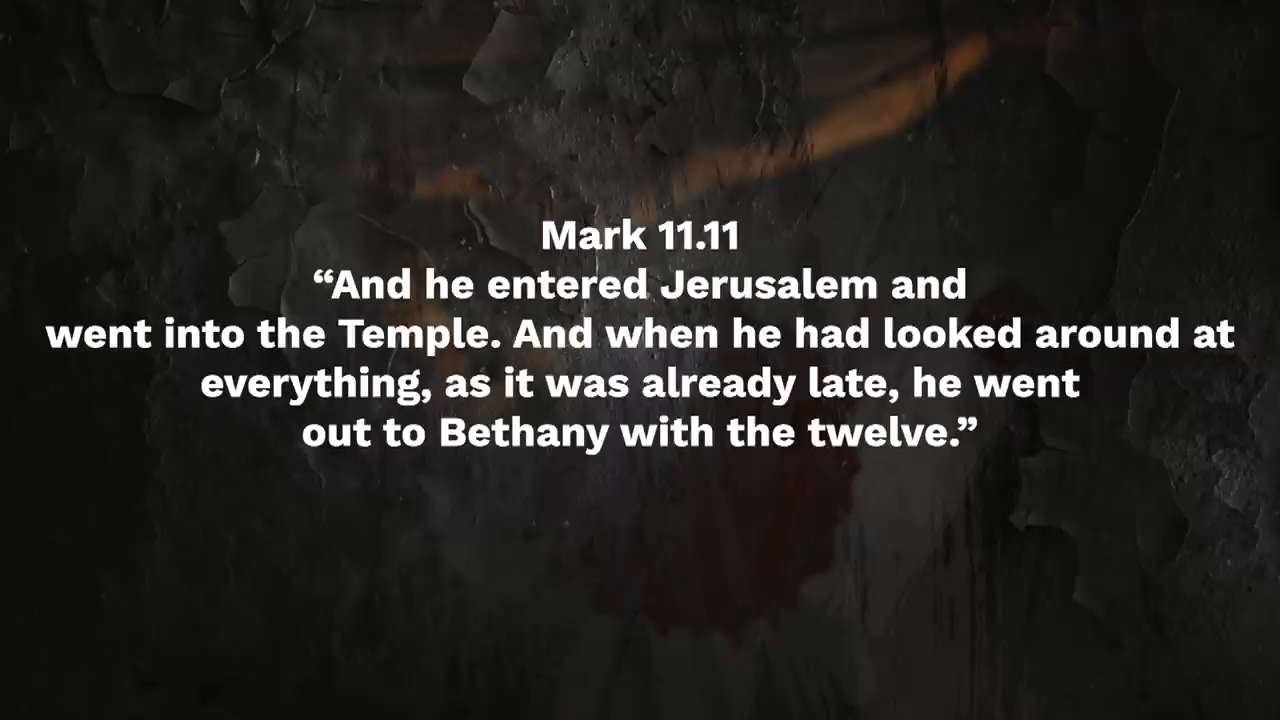 Mark 11.11
“And he entered Jerusalem and
went into the Temple. And when he had looked around at
everything, as it was already late, he went
out to Bethany with the twelve.”